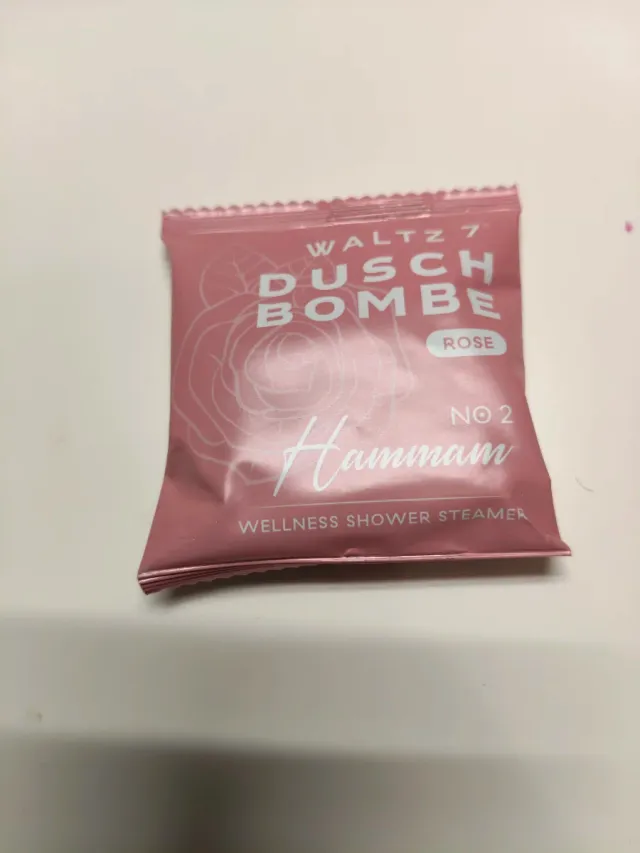 WALTZ 7
DUSCH
BOMBE
ROSE
NO 2
Hammam
WELLNESS SHOWER STEAMER